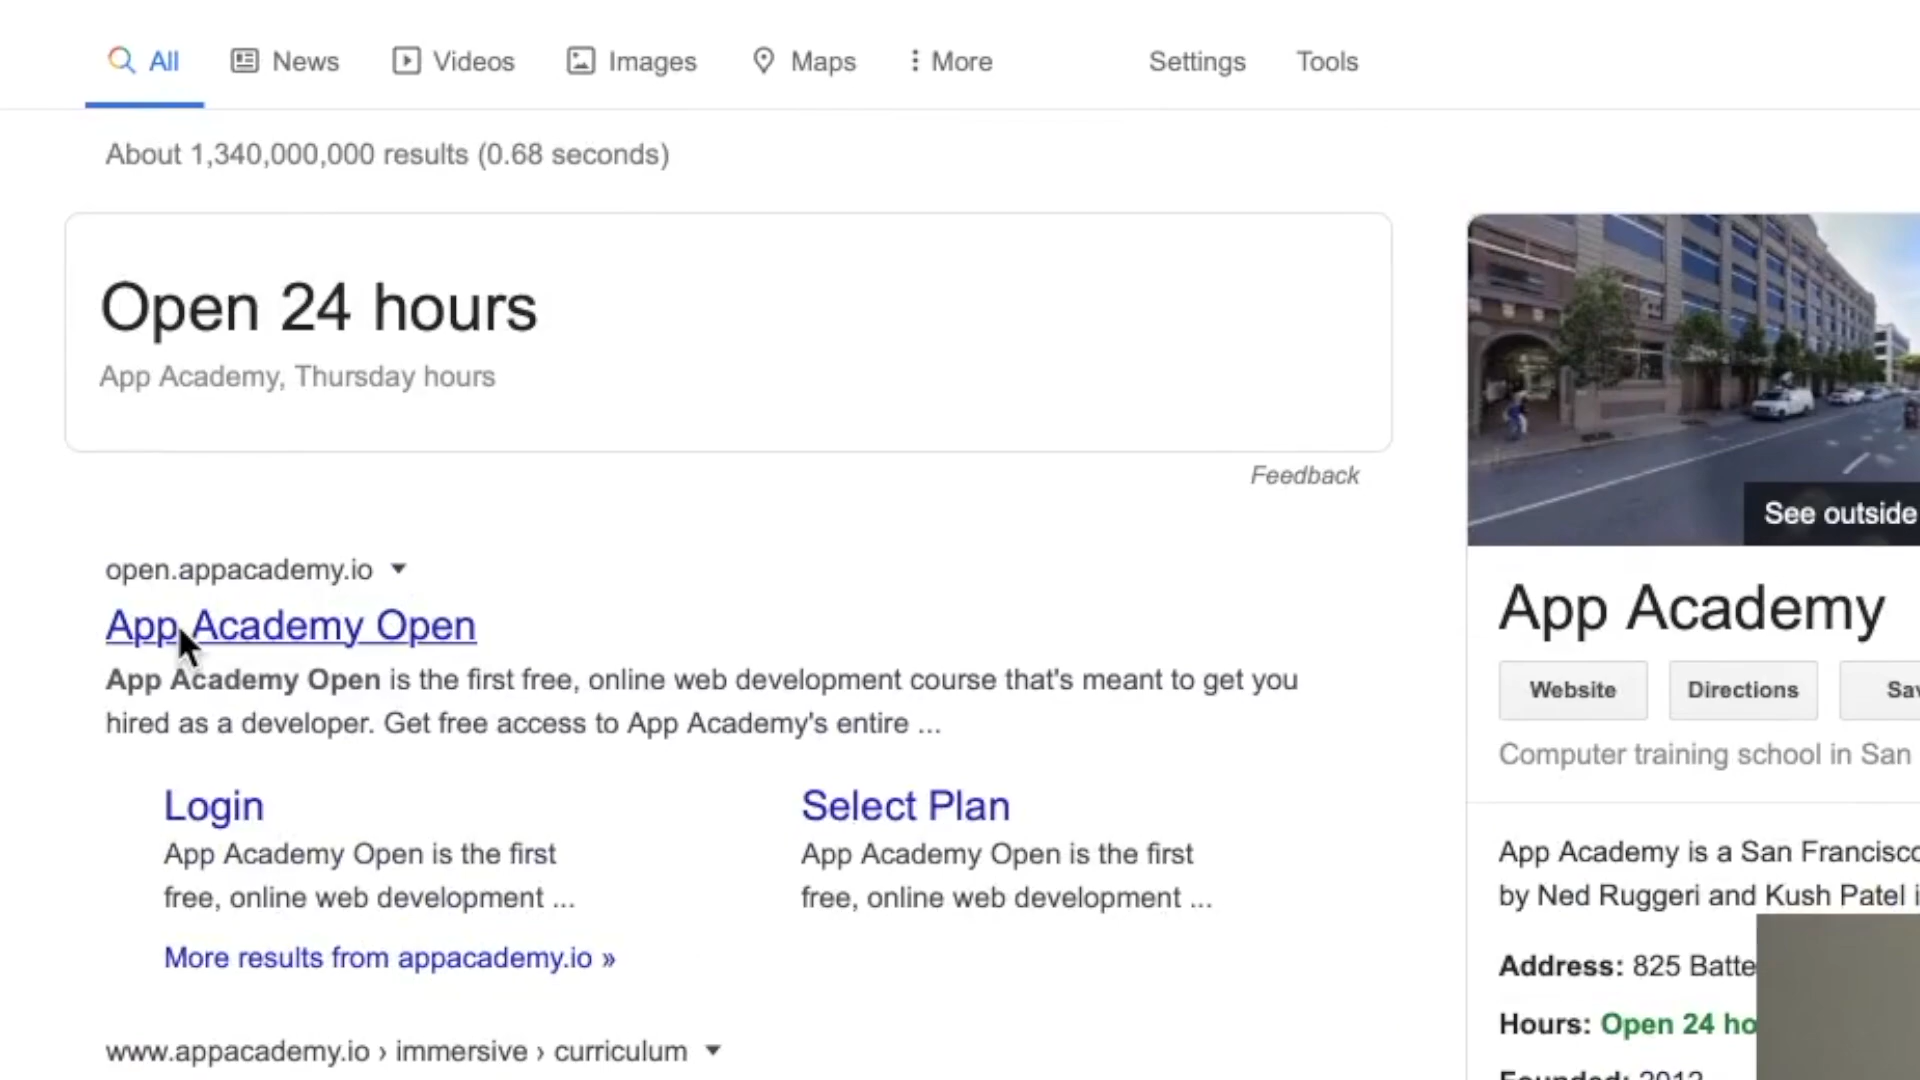 All News Videos Images Maps More Settings Tools
About 1,340,000,000 results (0.68 seconds)
Open 24 hours
App Academy, Thursday hours
Feedback
open.appacademy.io
App Academy Open
App Academy Open is the first free, online web development course that's meant to get you
hired as a developer. Get free access to App Academy's entire ...
Login
App Academy Open is the first
free, online web development ...
Select Plan
App Academy Open is the first
free, online web development ...
More results from appacademy.io »
www.appacademy.io › immersive › curriculum
See outside
App Academy
Website Directions
Computer training school in San
App Academy is a San Francisco
by Ned Ruggeri and Kush Patel
Address: 825
Hours: Open 24